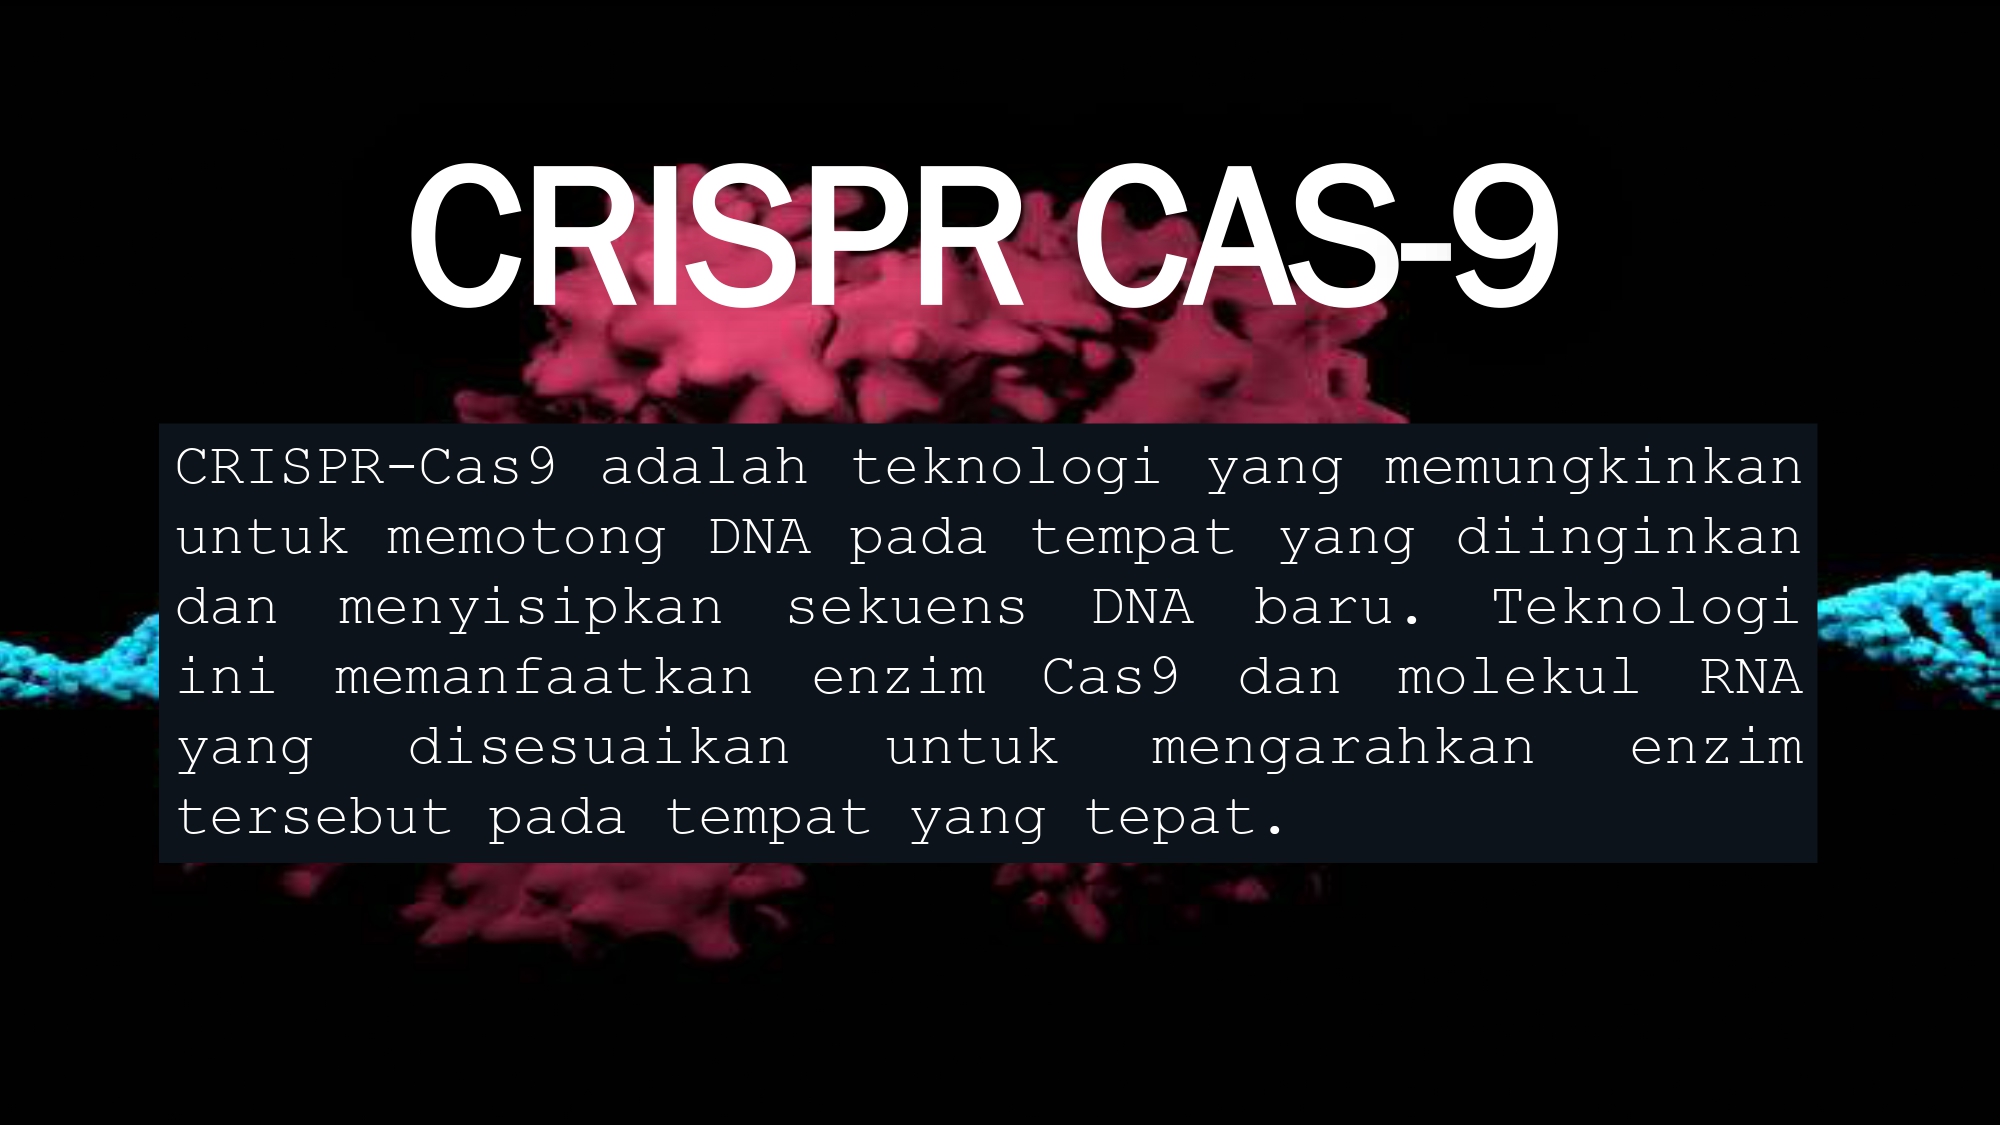 CRISPR CAS-9
CRISPR-Cas9 adalah teknologi yang memungkinkan
untuk memotong DNA pada tempat yang diinginkan
dan menyisipkan sekuens DNA baru. Teknologi
ini memanfaatkan enzim Cas9 dan molekul RNA
yang disesuaikan untuk mengarahkan enzim
tersebut pada tempat yang tepat.